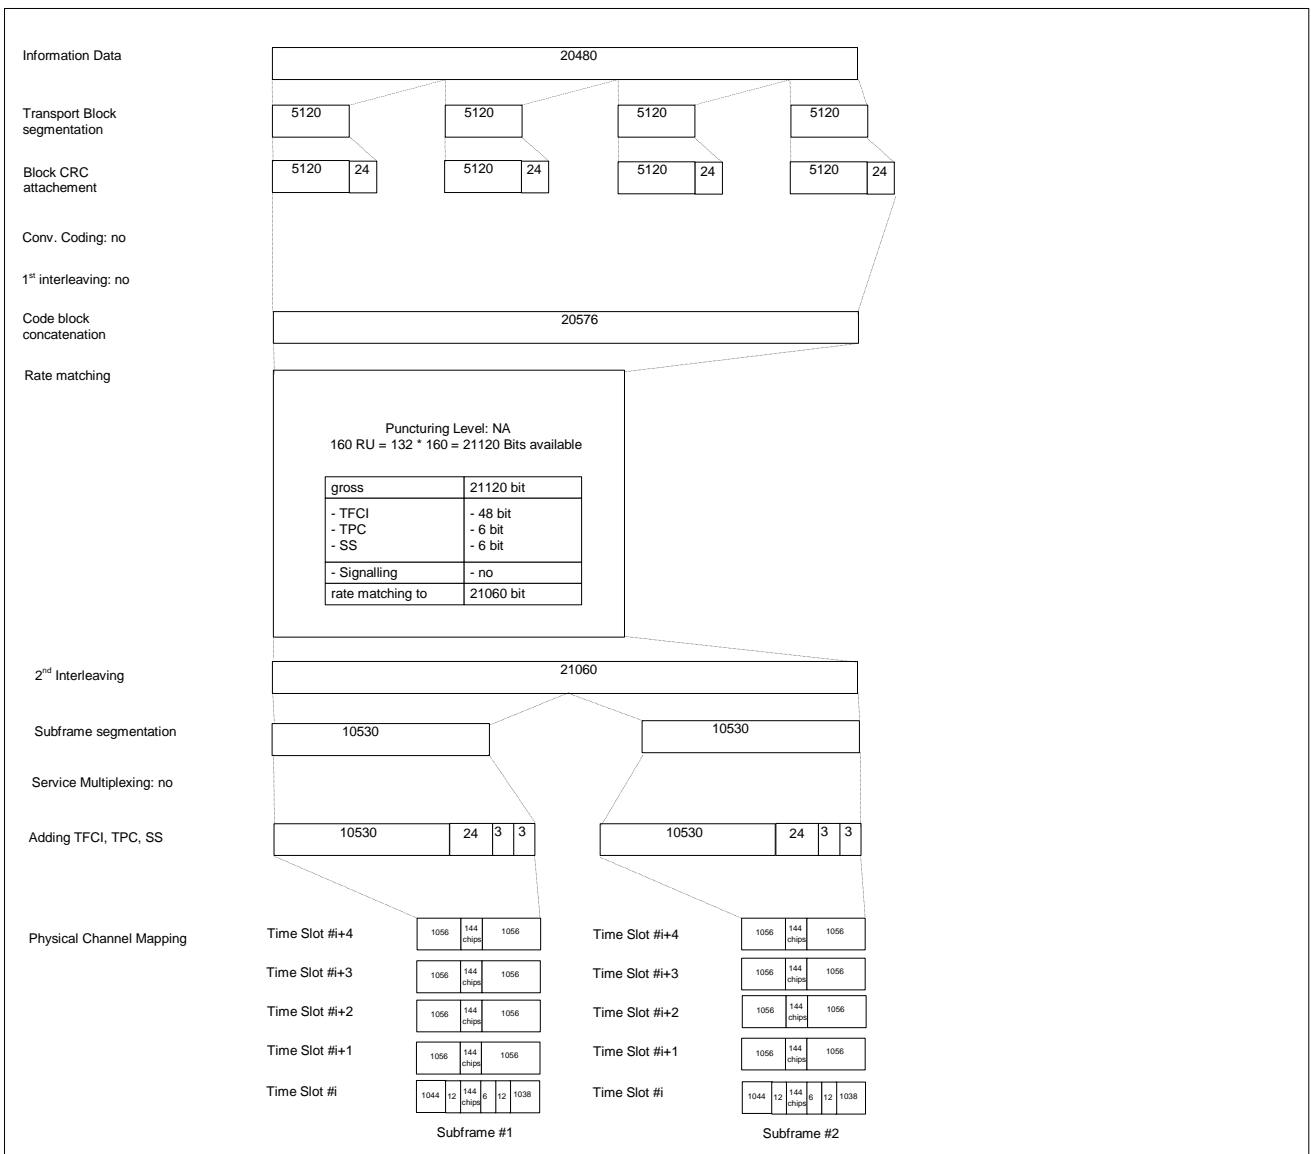 Information Data
20480
Transport Block
segmentation
5120 5120 5120 5120
Block CRC
attachement
5120 24 5120 24 5120 24 5120 24
Conv. Coding: no
1st interleaving: no
Code block
concatenation
20576
Rate matching
Puncturing Level: NA
160 RU = 132 * 160 = 21120 Bits available
gross 21120 bit
- TFCI - 48 bit
- TPC - 6 bit
- SS - 6 bit
- Signalling - no
rate matching to 21060 bit
2nd Interleaving
21060
Subframe segmentation
10530 10530
Service Multiplexing: no
Adding TFCI, TPC, SS
10530 24 3 3 10530 24 3 3
Physical Channel Mapping
Time Slot #i+4 1056 144 chips 1056 Time Slot #i+4 1056 144 chips 1056
Time Slot #i+3 1056 144 chips 1056 Time Slot #i+3 1056 144 chips 1056
Time Slot #i+2 1056 144 chips 1056 Time Slot #i+2 1056 144 chips 1056
Time Slot #i+1 1056 144 chips 1056 Time Slot #i+1 1056 144 chips 1056
Time Slot #i 1044 12 144 chips 6 12 1038 Time Slot #i 1044 12 144 chips 6 12 1038
Subframe #1 Subframe #2